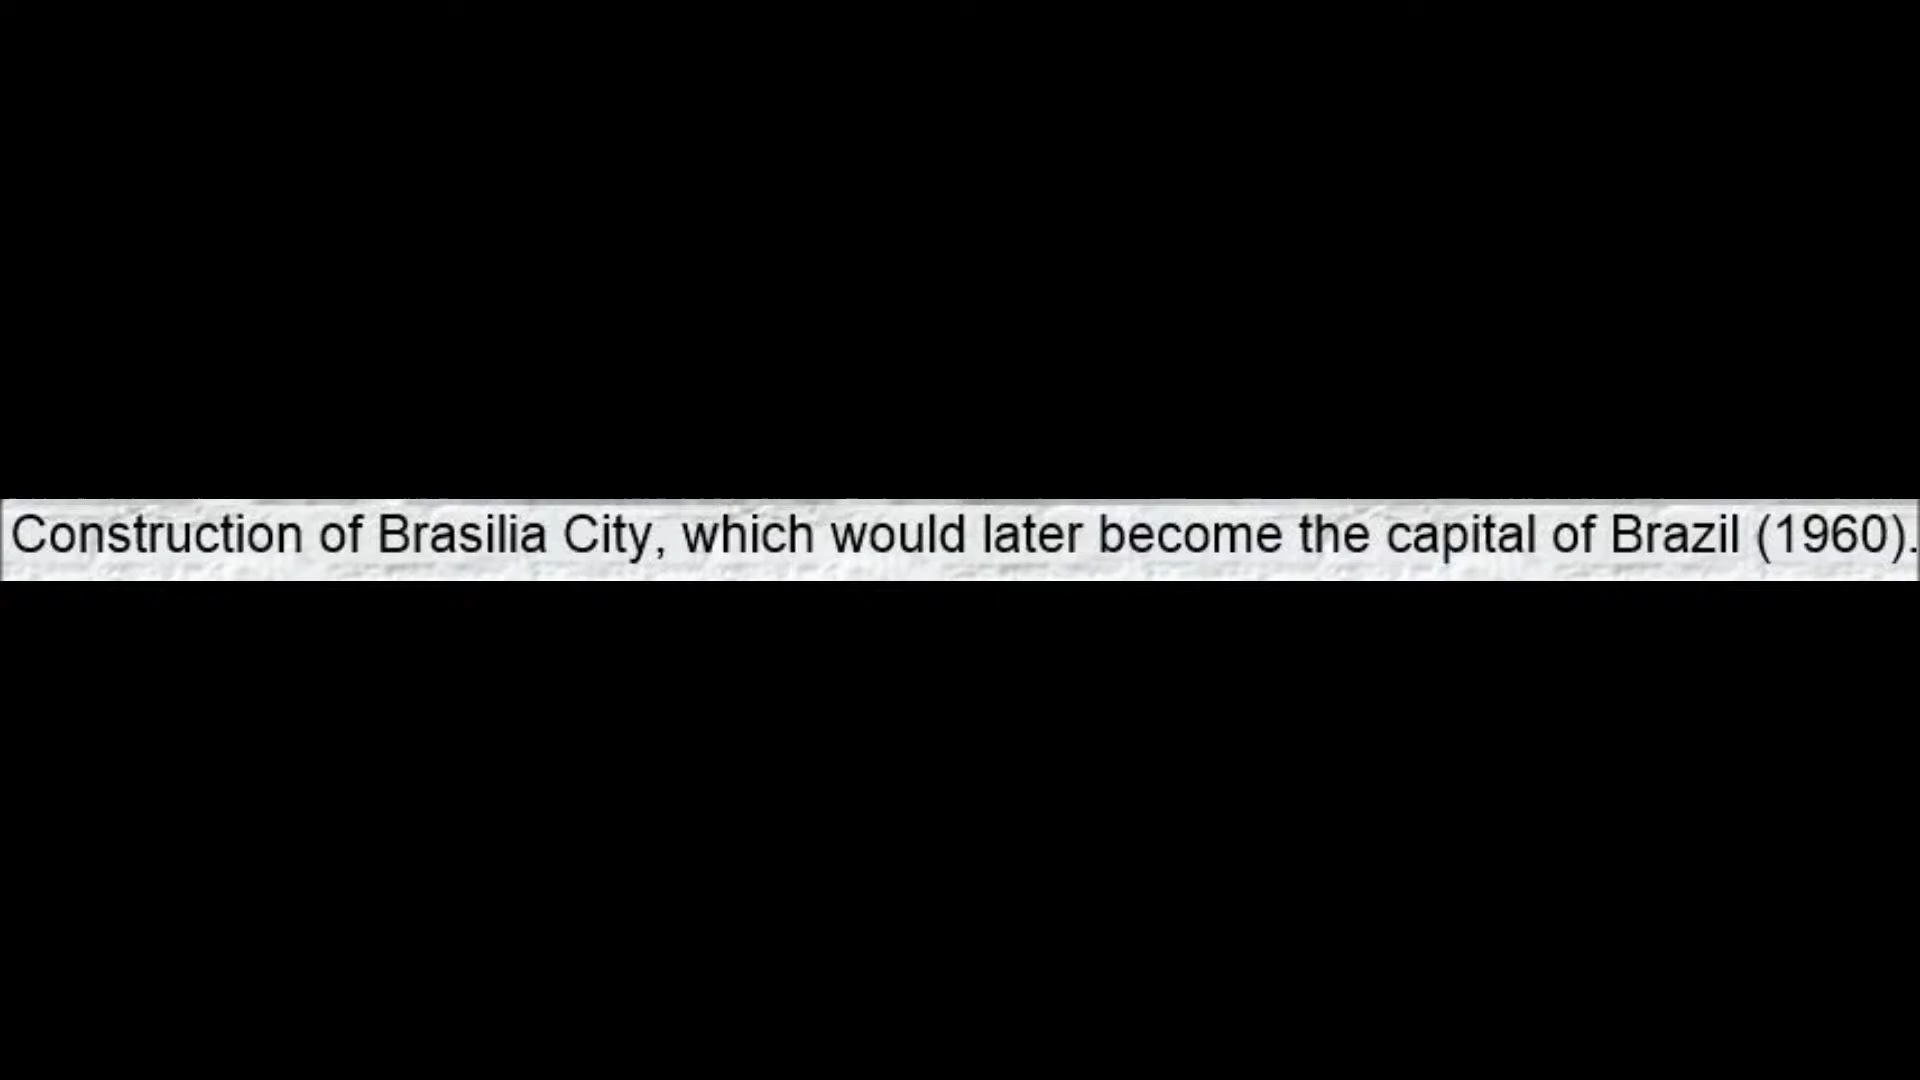 Construction of Brasilia City, which would later become the capital of Brazil (1960).